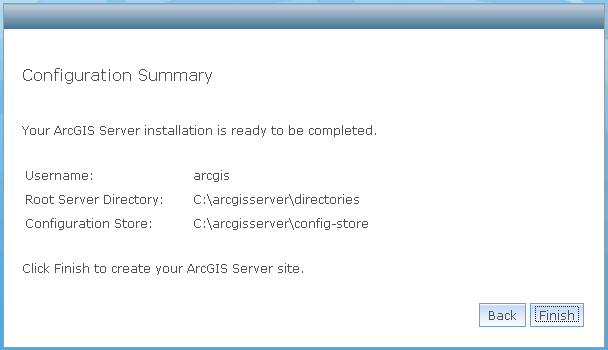 Configuration Summary
Your ArcGIS Server installation is ready to be completed.
Username: arcgis
Root Server Directory: C:\arcgisserver\directories
Configuration Store: C:\arcgisserver\config-store
Click Finish to create your ArcGIS Server site.
Back Finish